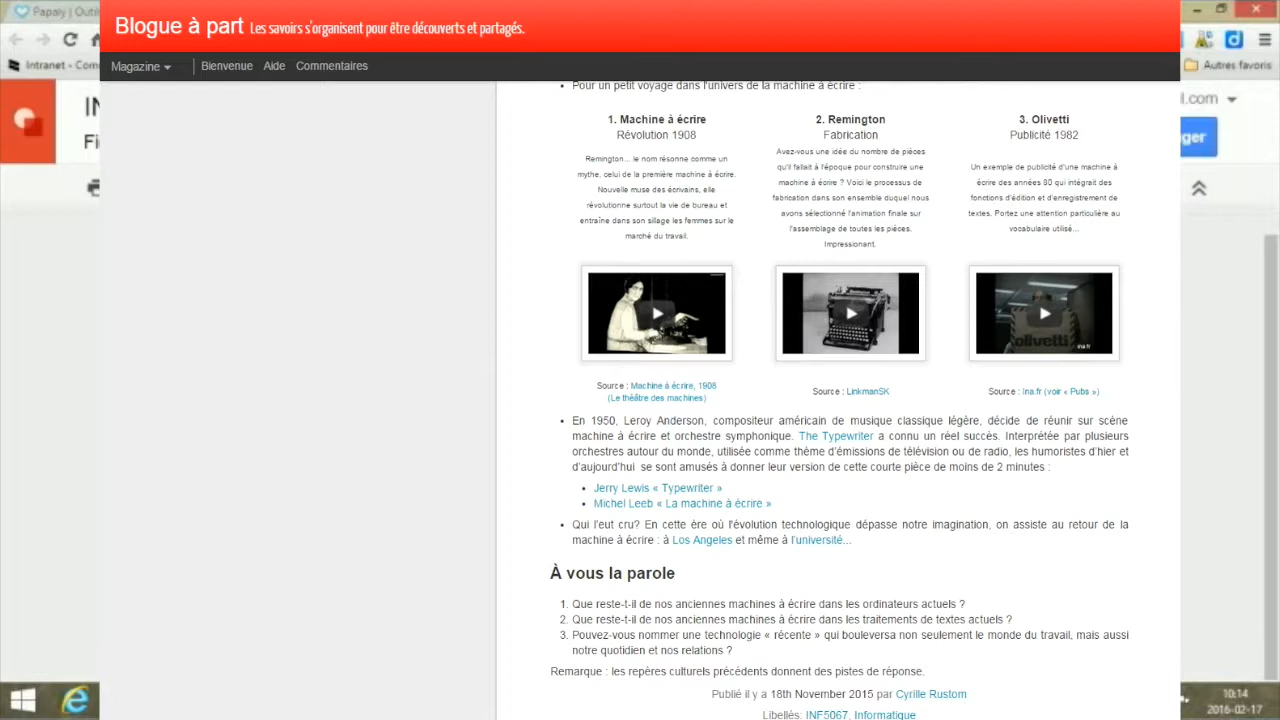 Papaly | Outi
Intranet - Com
IN
Fi
Blogue à part Les savoirs s'organisent pour être découverts et partagés.
Magazine Bienvenue Aide Commentaires
Autres favoris
.com
ger
Pour un petit voyage dans l'univers de la machine à écrire :
1. Machine à écrire
Révolution 1908
Remington... le nom résonne comme un
mythe, celui de la première machine à écrire.
Nouvelle muse des écrivains, elle
révolutionne surtout la vie de bureau et
entraîne dans son sillage les femmes sur le
marché du travail.
Source : Machine à écrire, 1908
(Le théâtre des machines)
2. Remington
Fabrication
Avez-vous une idée du nombre de pièces
qu'il fallait à l'époque pour construire une
machine à écrire ? Voici le processus de
fabrication dans son ensemble duquel nous
avons sélectionné l'animation finale sur
l'assemblage de toutes les pièces.
Impressionant.
Source : LinkmanSK
3. Olivetti
Publicité 1982
Un exemple de publicité d'une machine à
écrire des années 80 qui intégrait des
fonctions d'édition et d'enregistrement de
textes. Portez une attention particulière au
vocabulaire utilisé...
olivetti
ina.fr
Source : Ina.fr (voir « Pubs »)
En 1950, Leroy Anderson, compositeur américain de musique classique légère, décide de réunir sur scène
machine à écrire et orchestre symphonique. The Typewriter a connu un réel succès. Interprétée par plusieurs
orchestres autour du monde, utilisée comme thème d'émissions de télévision ou de radio, les humoristes d'hier et
d'aujourd'hui se sont amusés à donner leur version de cette courte pièce de moins de 2 minutes :
Jerry Lewis « Typewriter »
Michel Leeb « La machine à écrire »
Qui l'eut cru? En cette ère où l'évolution technologique dépasse notre imagination, on assiste au retour de la
machine à écrire : à Los Angeles et même à l'université...
À vous la parole
1. Que reste-t-il de nos anciennes machines à écrire dans les ordinateurs actuels ?
2. Que reste-t-il de nos anciennes machines à écrire dans les traitements de textes actuels ?
3. Pouvez-vous nommer une technologie « récente » qui bouleversa non seulement le monde du travail, mais aussi
notre quotidien et nos relations ?
Remarque : les repères culturels précédents donnent des pistes de réponse.
Publié il y a 18th November 2015 par Cyrille Rustom
Libellés: INF5067, Informatique
10:14
2016-02-17